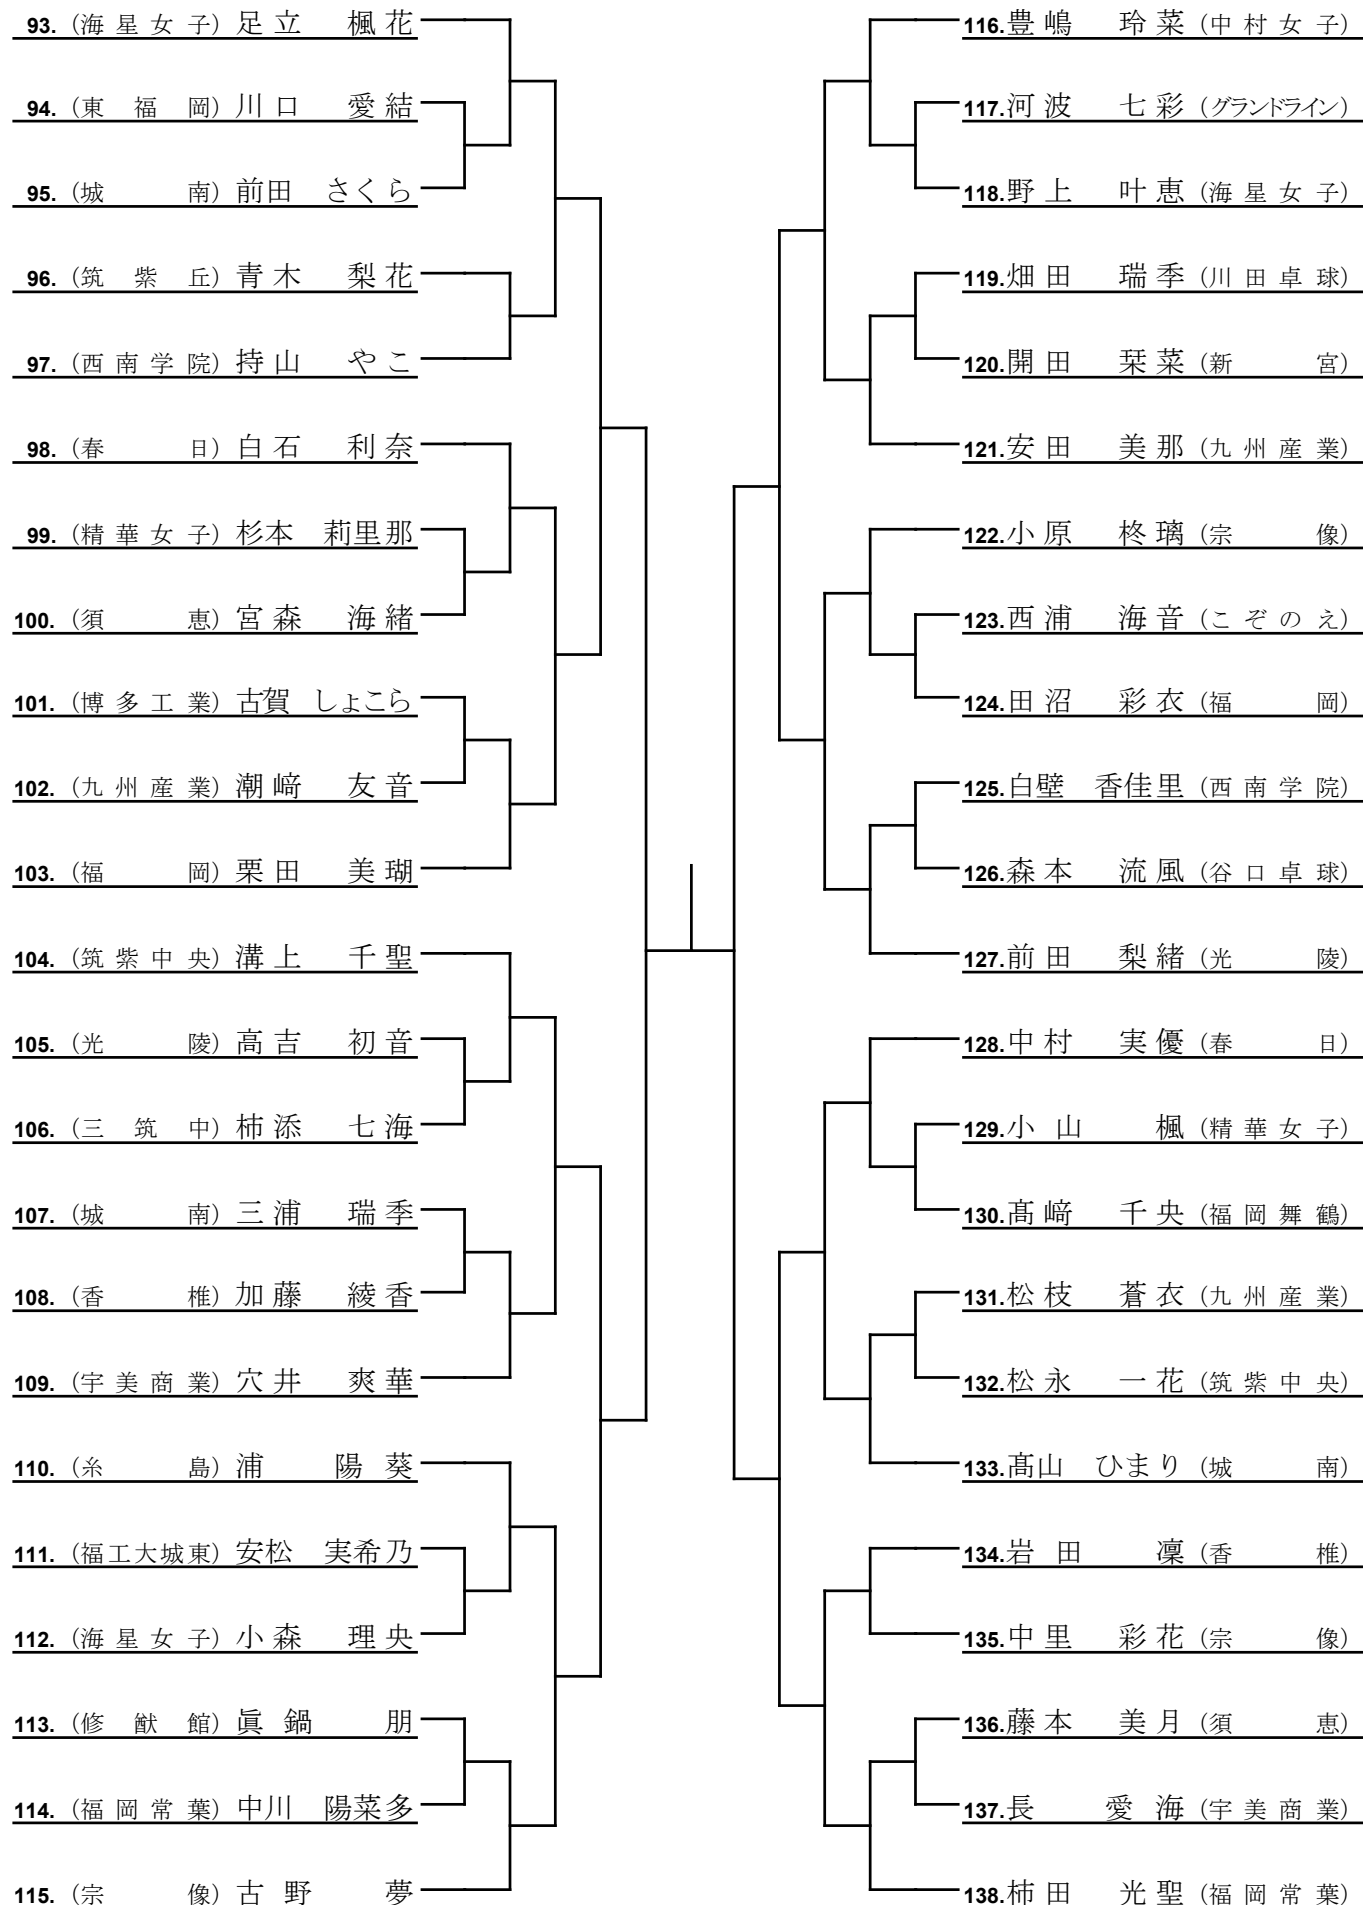 93. (海星女子) 足立 楓花
94. (東福岡) 川口 愛結
95. (城南) 前田 さくら
96. (筑紫丘) 青木 梨花
97. (西南学院) 持山 やこ
98. (春日) 白石 利奈
99. (精華女子) 杉本 莉里那
100. (須恵) 宮森 海緒
101. (博多工業) 古賀 しょこら
102. (九州産業) 潮﨑 友音
103. (福岡) 栗田 美瑚
104. (筑紫中央) 溝上 千聖
105. (光陵) 高吉 初音
106. (三筑中) 柿添 七海
107. (城南) 三浦 瑞季
108. (香椎) 加藤 綾香
109. (宇美商業) 穴井 爽華
110. (糸島) 浦 陽葵
111. (福工大城東) 安松 実希乃
112. (海星女子) 小森 理央
113. (修猷館) 眞鍋 朋
114. (福岡常葉) 中川 陽菜多
115. (宗像) 古野 夢
116. 豊嶋 玲菜 (中村女子)
117. 河波 七彩 (グランドライン)
118. 野上 叶恵 (海星女子)
119. 畑田 瑞季 (川田卓球)
120. 開田 栞菜 (新宮)
121. 安田 美那 (九州産業)
122. 小原 柊璃 (宗像)
123. 西浦 海音 (こぞのえ)
124. 田沼 彩衣 (福岡)
125. 白壁 香佳里 (西南学院)
126. 森本 流風 (谷口卓球)
127. 前田 梨緒 (光陵)
128. 中村 実優 (春日)
129. 小山 楓 (精華女子)
130. 髙﨑 千央 (福岡舞鶴)
131. 松枝 蒼衣 (九州産業)
132. 松永 一花 (筑紫中央)
133. 髙山 ひまり (城南)
134. 岩田 凜 (香椎)
135. 中里 彩花 (宗像)
136. 藤本 美月 (須恵)
137. 長 愛海 (宇美商業)
138. 柿田 光聖 (福岡常葉)